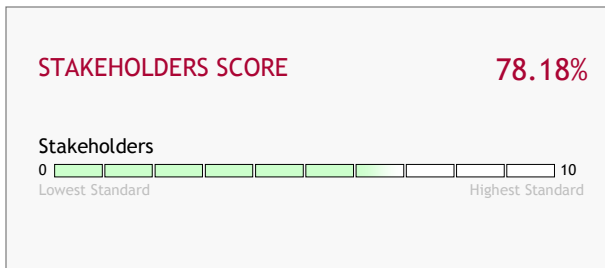 STAKEHOLDERS SCORE 78.18%
Stakeholders
0 10
Lowest Standard Highest Standard